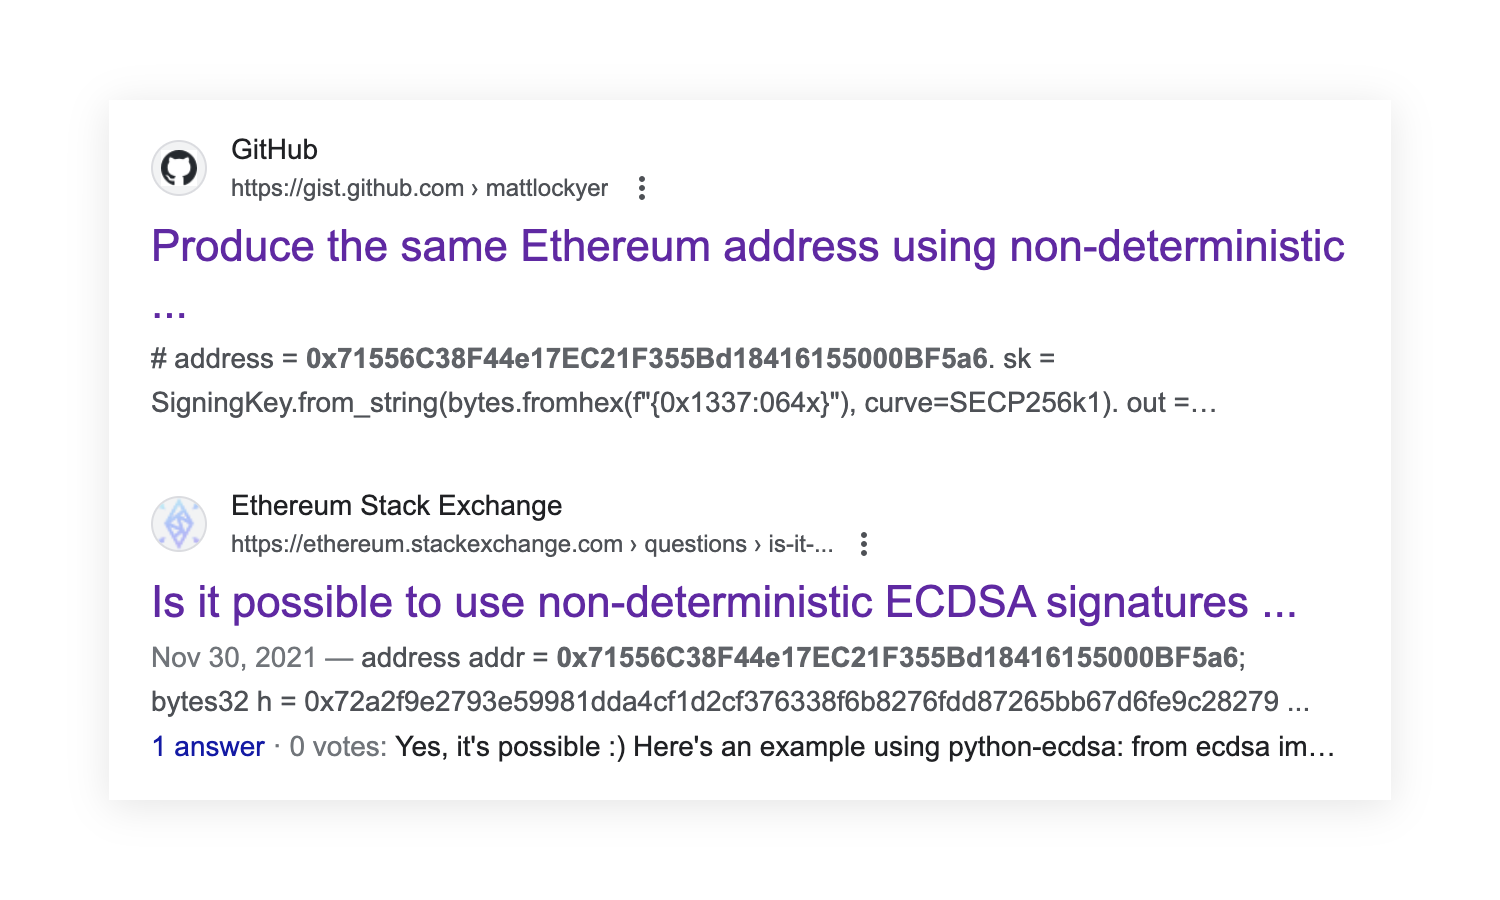 GitHub
https://gist.github.com › mattlockyer
Produce the same Ethereum address using non-deterministic
...
# address = 0x71556C38F44e17EC21F355Bd18416155000BF5a6. sk =
SigningKey.from_string(bytes.fromhex(f"{0x1337:064x}"), curve=SECP256k1). out =…
Ethereum Stack Exchange
https://ethereum.stackexchange.com › questions › is-it-...
Is it possible to use non-deterministic ECDSA signatures ...
Nov 30, 2021 — address addr = 0x71556C38F44e17EC21F355Bd18416155000BF5a6;
bytes32 h = 0x72a2f9e2793e59981dda4cf1d2cf376338f6b8276fdd87265bb67d6fe9c28279 ...
1 answer · 0 votes: Yes, it's possible :) Here's an example using python-ecdsa: from ecdsa im…